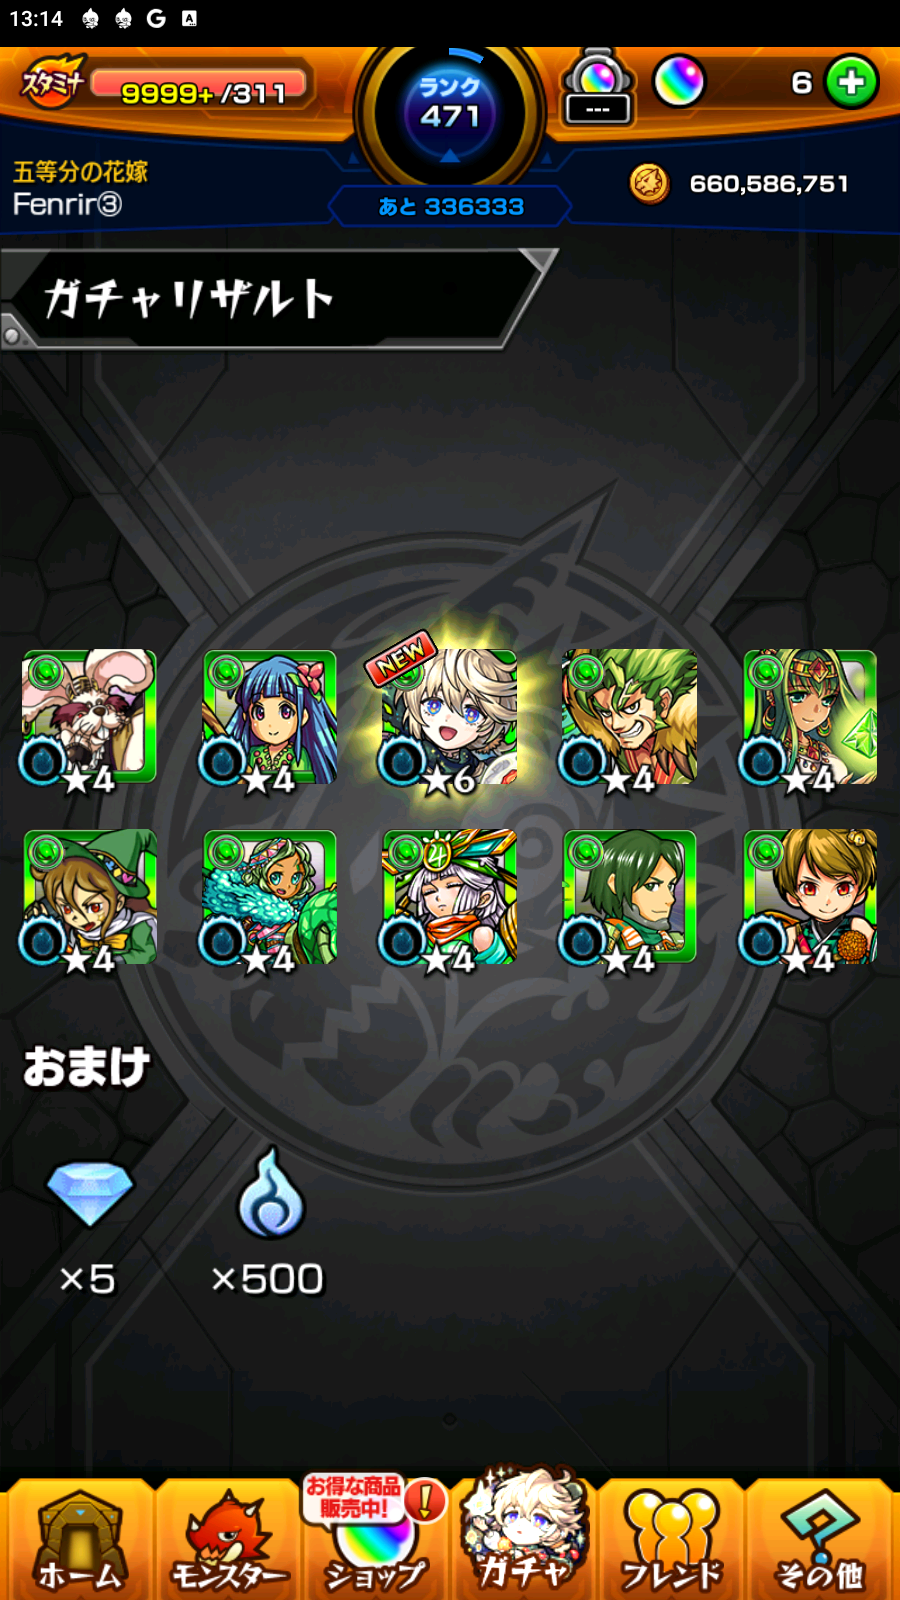 13:14
スタミナ 9999+/311
ランク
471
---
6
五等分の花嫁
Fenrir③
あと 336333
660,586,751
ガチャリザルト
NEW
★4 ★4 ★6 ★4 ★4
4
★4 ★4 ★4 ★4 ★4
おまけ
×5 ×500
お得な商品
販売中!
ホーム モンスター ショップ ガチャ フレンド その他